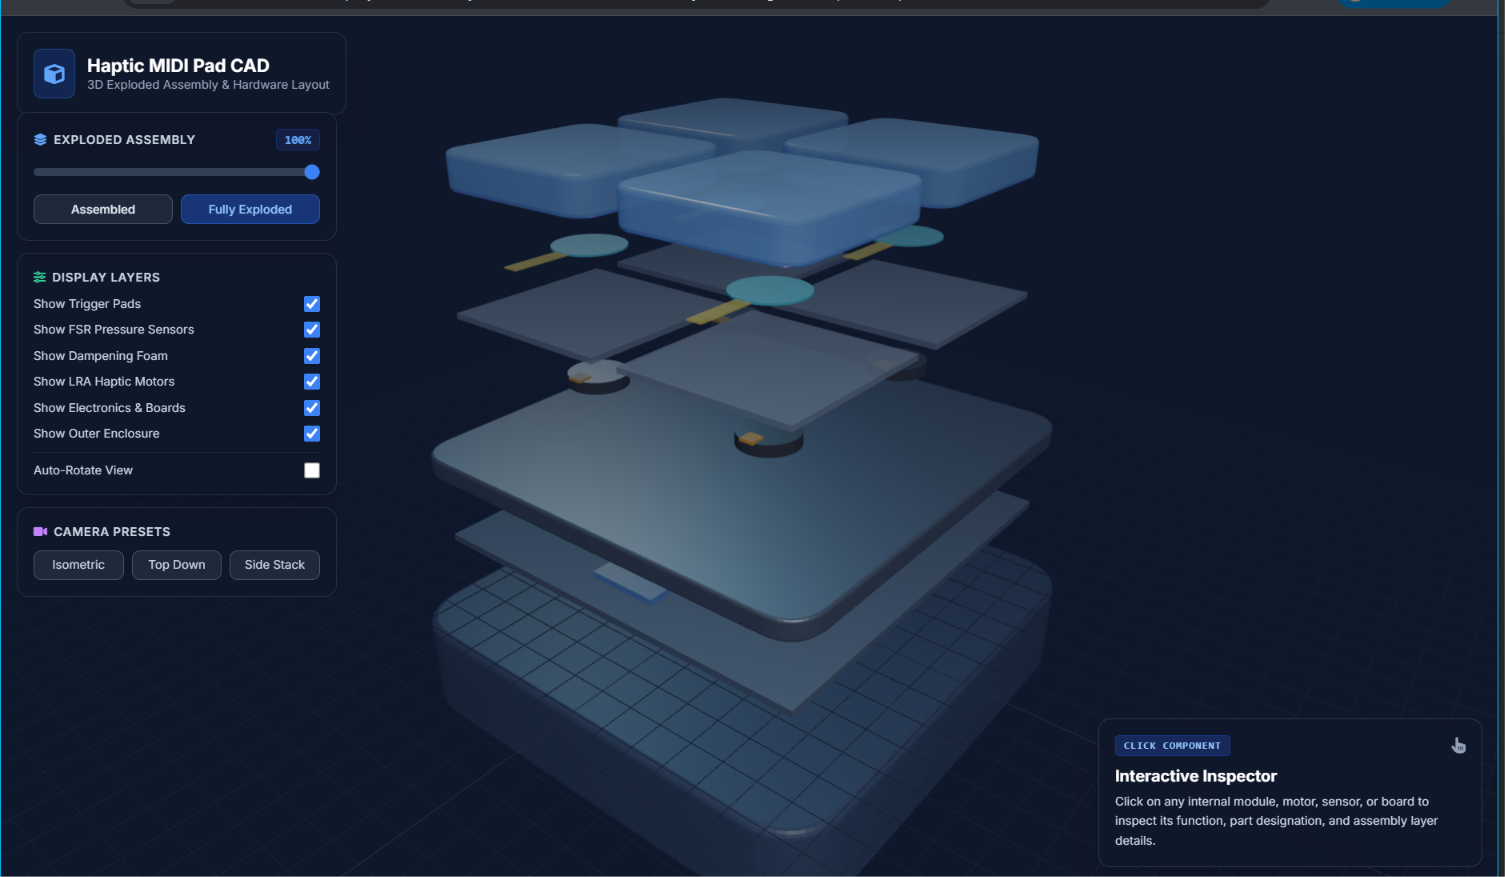 Haptic MIDI Pad CAD
3D Exploded Assembly & Hardware Layout
EXPLODED ASSEMBLY
100%
Assembled
Fully Exploded
DISPLAY LAYERS
Show Trigger Pads
Show FSR Pressure Sensors
Show Dampening Foam
Show LRA Haptic Motors
Show Electronics & Boards
Show Outer Enclosure
Auto-Rotate View
CAMERA PRESETS
Isometric
Top Down
Side Stack
CLICK COMPONENT
Interactive Inspector
Click on any internal module, motor, sensor, or board to
inspect its function, part designation, and assembly layer
details.